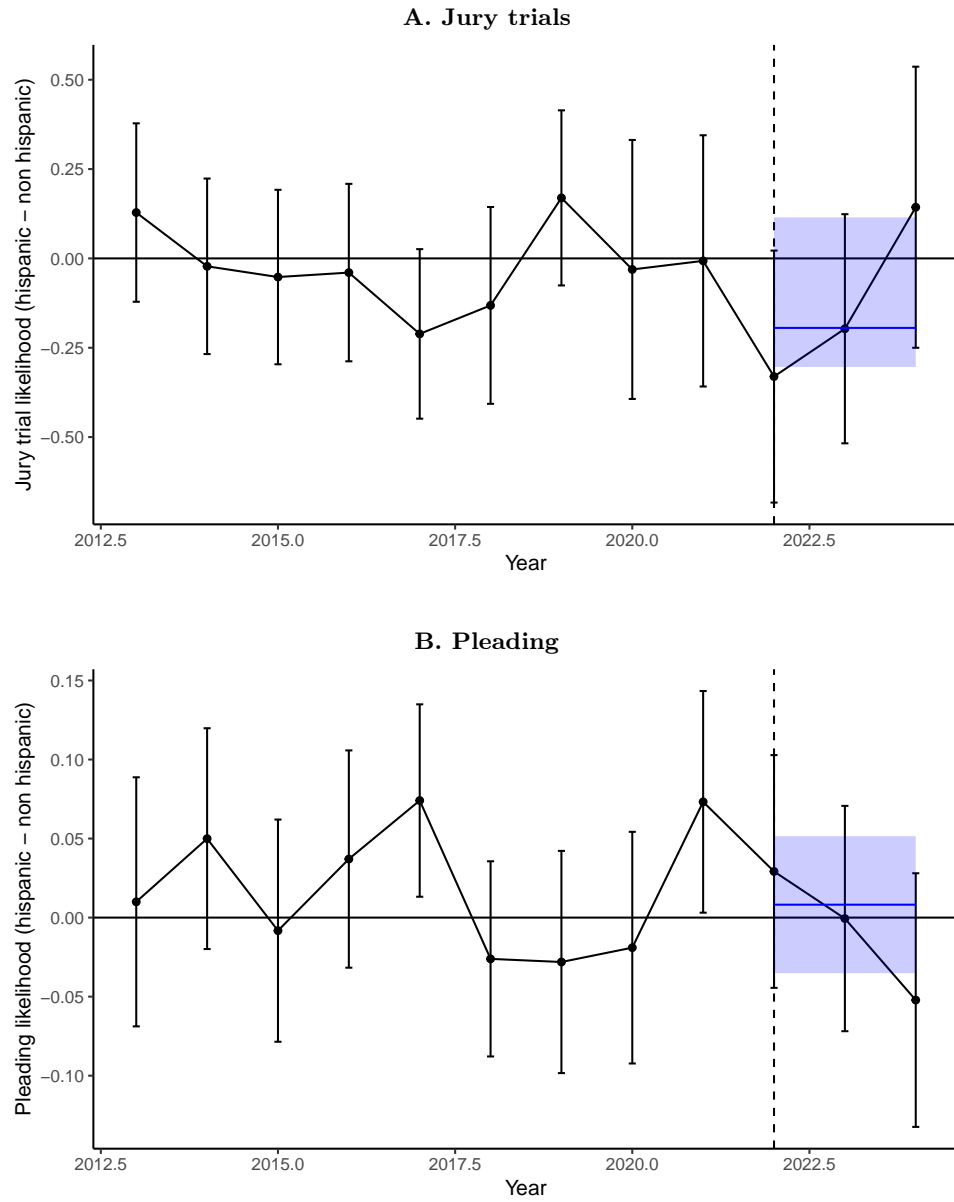 A. Jury trials
Jury trial likelihood (hispanic − non hispanic)
0.50
0.25
0.00
−0.25
−0.50
2012.5 2015.0 2017.5 2020.0 2022.5
Year
B. Pleading
Pleading likelihood (hispanic − non hispanic)
0.15
0.10
0.05
0.00
−0.05
−0.10
2012.5 2015.0 2017.5 2020.0 2022.5
Year